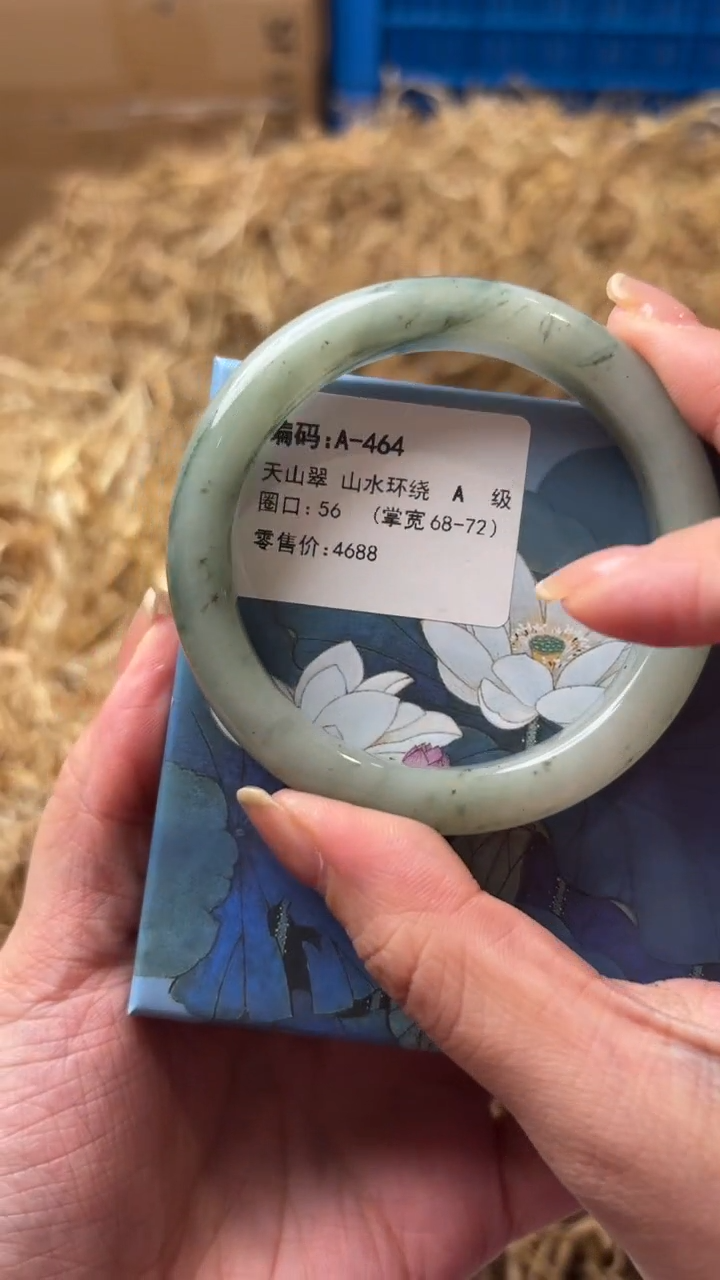 编码:A-464
天山翠 山水环绕 A 级
圈口: 56 (掌宽68-72)
零售价:4688